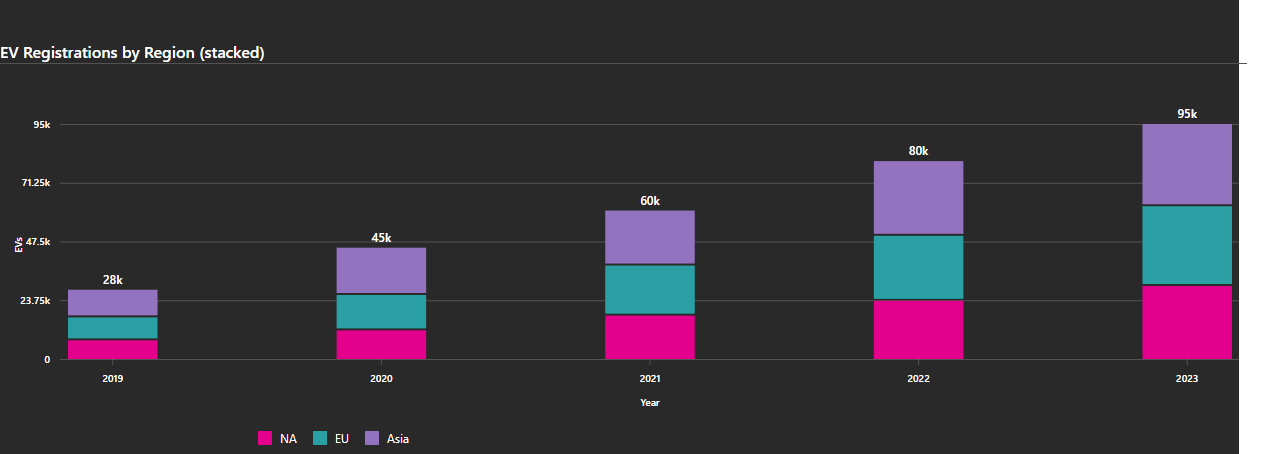 EV Registrations by Region (stacked)
95k
71.25k
47.5k
23.75k
0
EVs
28k
45k
60k
80k
95k
2019
2020
2021
2022
2023
Year
NA
EU
Asia